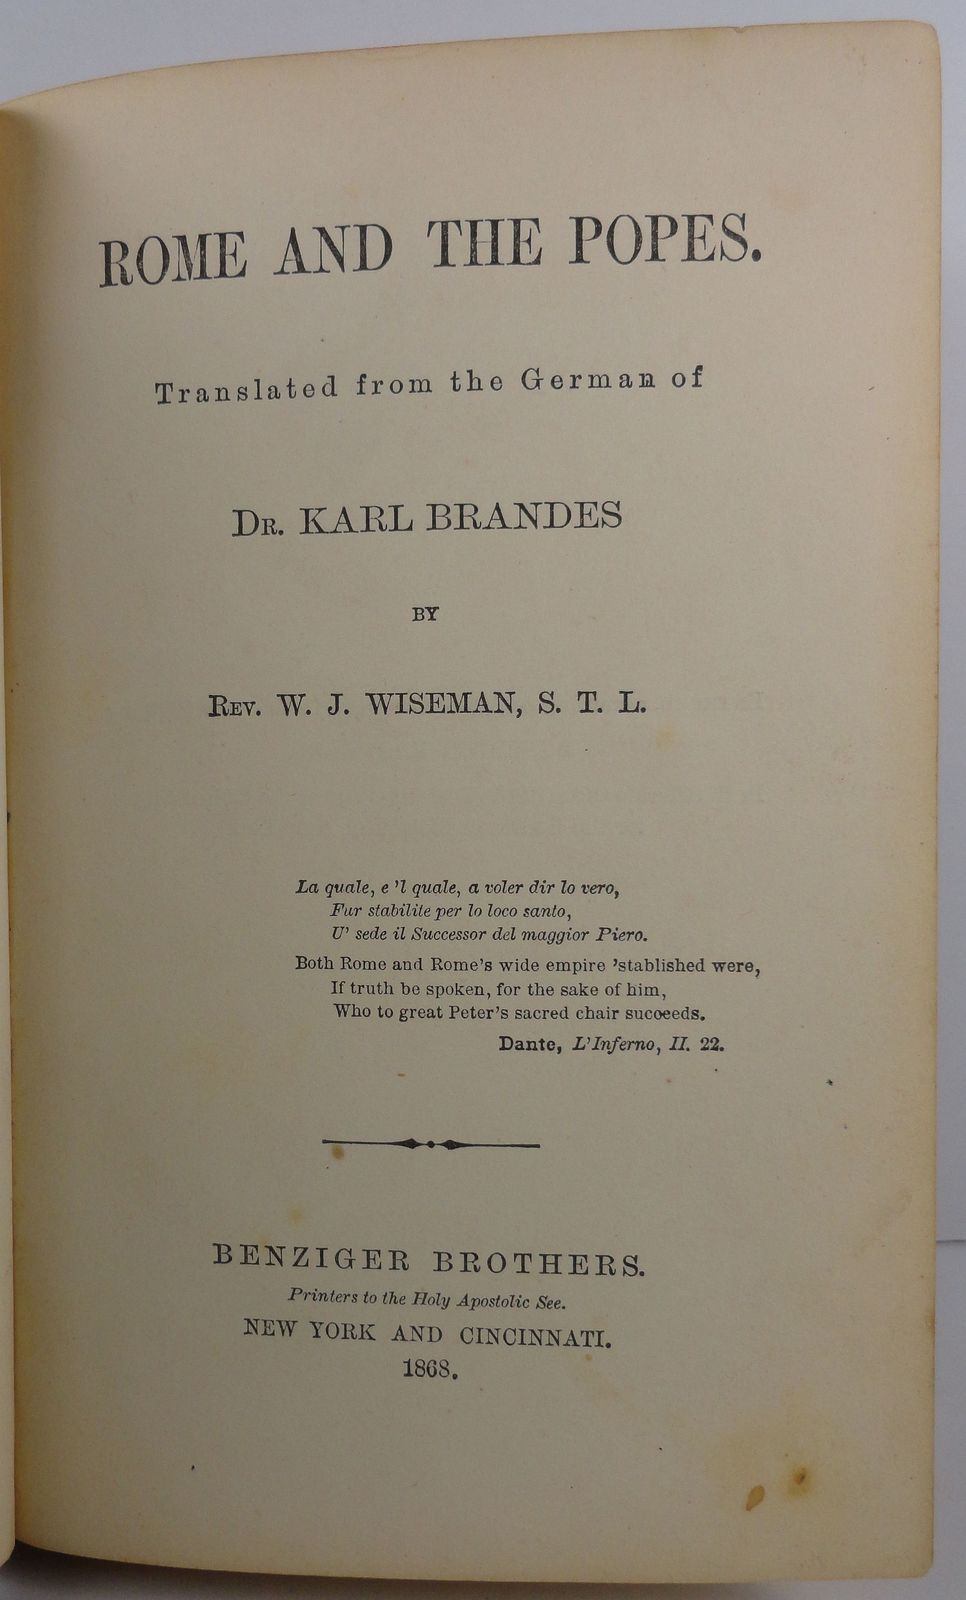 ROME AND THE POPES.
Translated from the German of
DR. KARL BRANDES
BY
REV. W. J. WISEMAN, S. T. L.
La quale, e 'l quale, a voler dir lo vero,
Fur stabilite per lo loco santo,
U' sede il Successor del maggior Piero.
Both Rome and Rome's wide empire 'stablished were,
If truth be spoken, for the sake of him,
Who to great Peter's sacred chair succeeds.
Dante, L'Inferno, II. 22.
BENZIGER BROTHERS.
Printers to the Holy Apostolic See.
NEW YORK AND CINCINNATI.
1868.